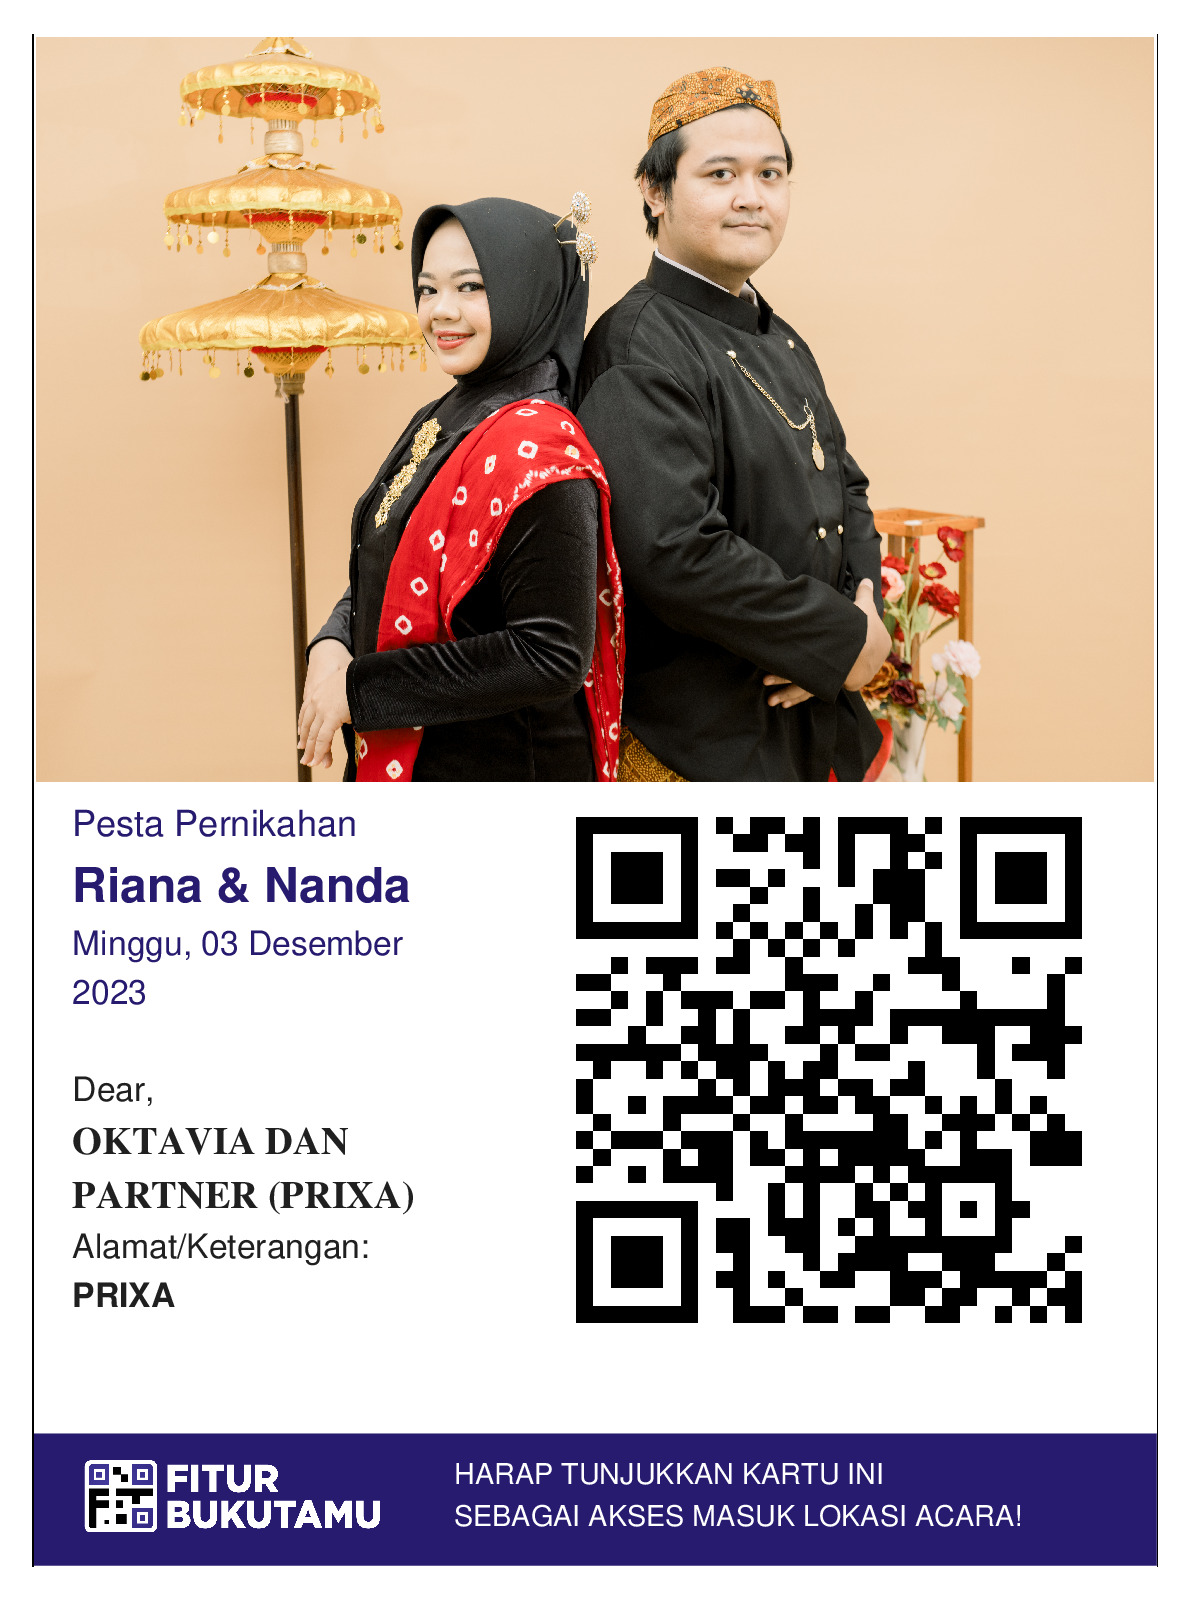 Pesta Pernikahan
Riana & Nanda
Minggu, 03 Desember
2023
Dear,
OKTAVIA DAN
PARTNER (PRIXA)
Alamat/Keterangan:
PRIXA
FITUR
BUKUTAMU
HARAP TUNJUKKAN KARTU INI
SEBAGAI AKSES MASUK LOKASI ACARA!